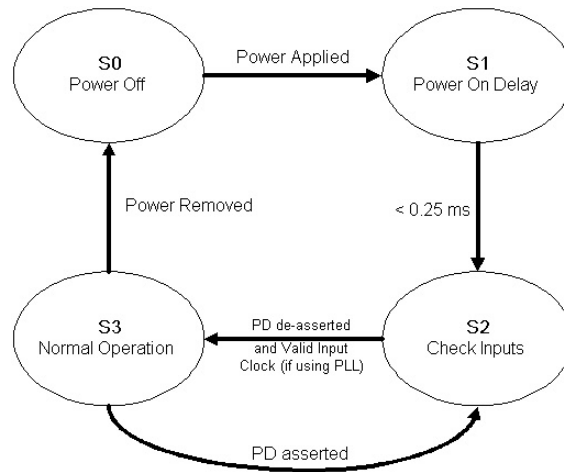 S0
Power Off
Power Applied
S1
Power On Delay
Power Removed
< 0.25 ms
S3
Normal Operation
PD de-asserted
and Valid Input
Clock (if using PLL)
S2
Check Inputs
PD asserted